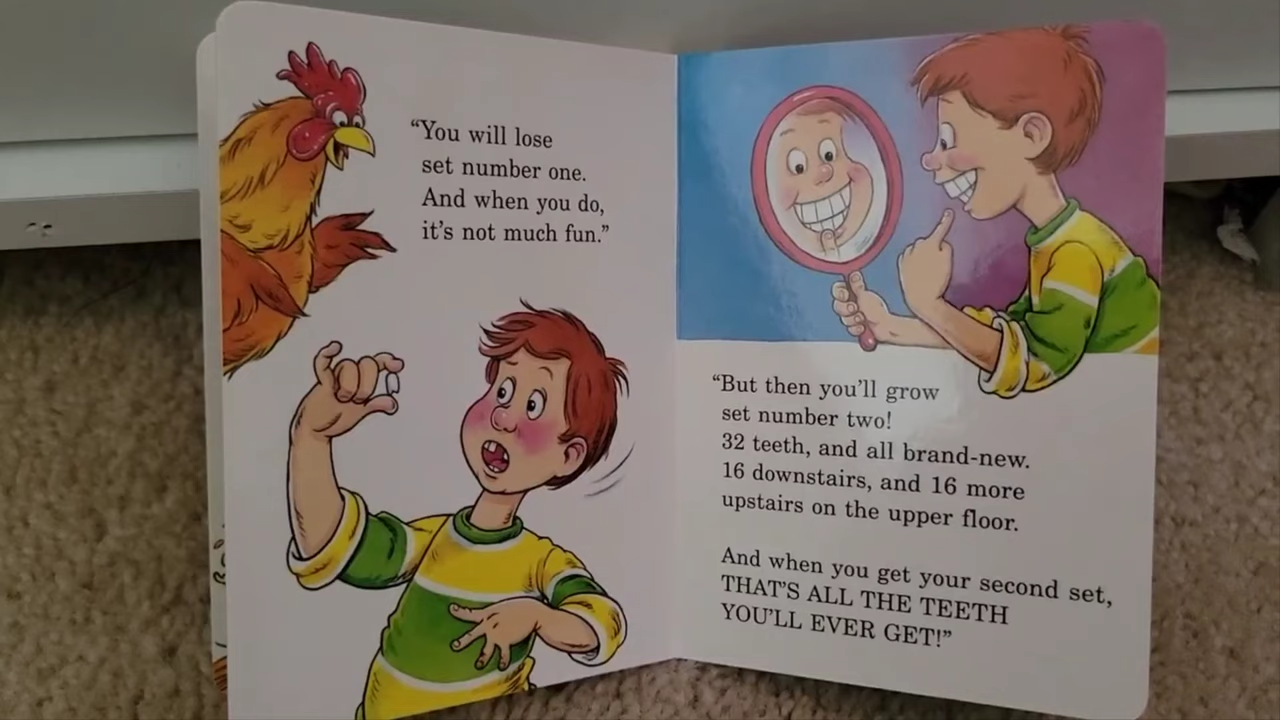 “You will lose
set number one.
And when you do,
it’s not much fun.”
“But then you’ll grow
set number two!
32 teeth, and all brand-new.
16 downstairs, and 16 more
upstairs on the upper floor.
And when you get your second set,
THAT’S ALL THE TEETH
YOU’LL EVER GET!”